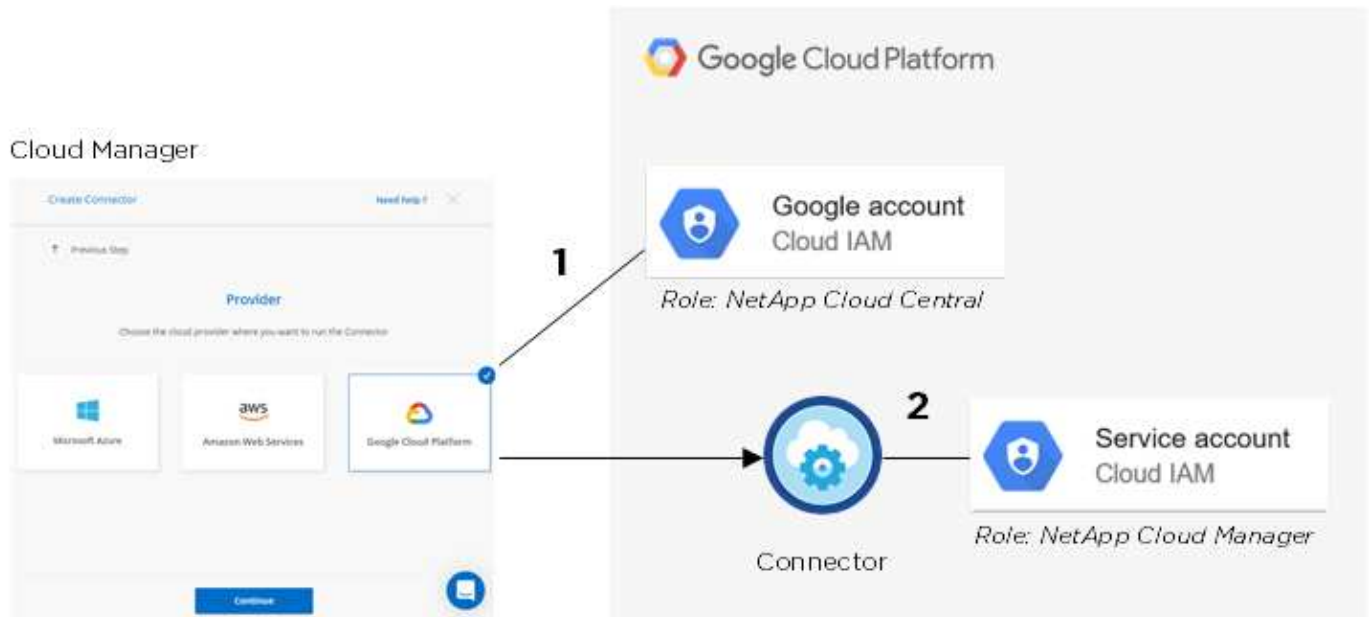 Google Cloud Platform
Cloud Manager
Create Connector
Need help ?
Previous Step
Provider
Choose the cloud provider where you want to run the Connector
Microsoft Azure
aws
Amazon Web Services
Google Cloud Platform
Continue
1
Google account
Cloud IAM
Role: NetApp Cloud Central
2
Service account
Cloud IAM
Role: NetApp Cloud Manager
Connector